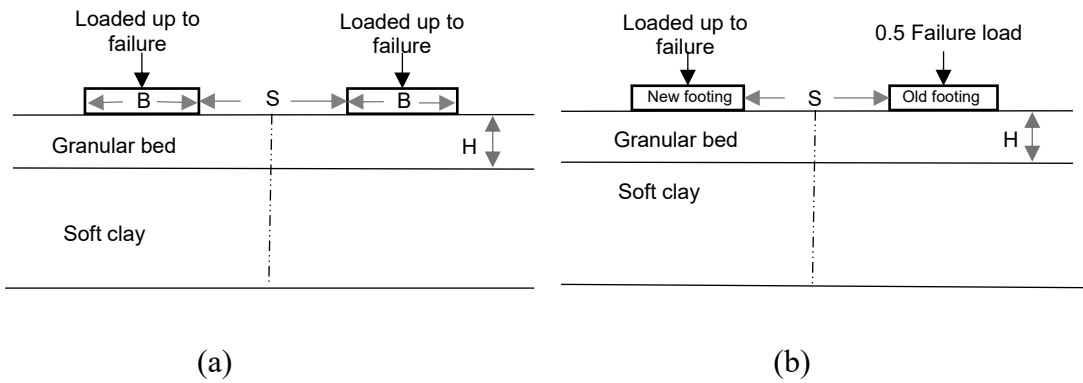 Loaded up to
failure
Loaded up to
failure
B
S
B
Granular bed
H
Soft clay
(a)
Loaded up to
failure
0.5 Failure load
New footing
S
Old footing
Granular bed
H
Soft clay
(b)